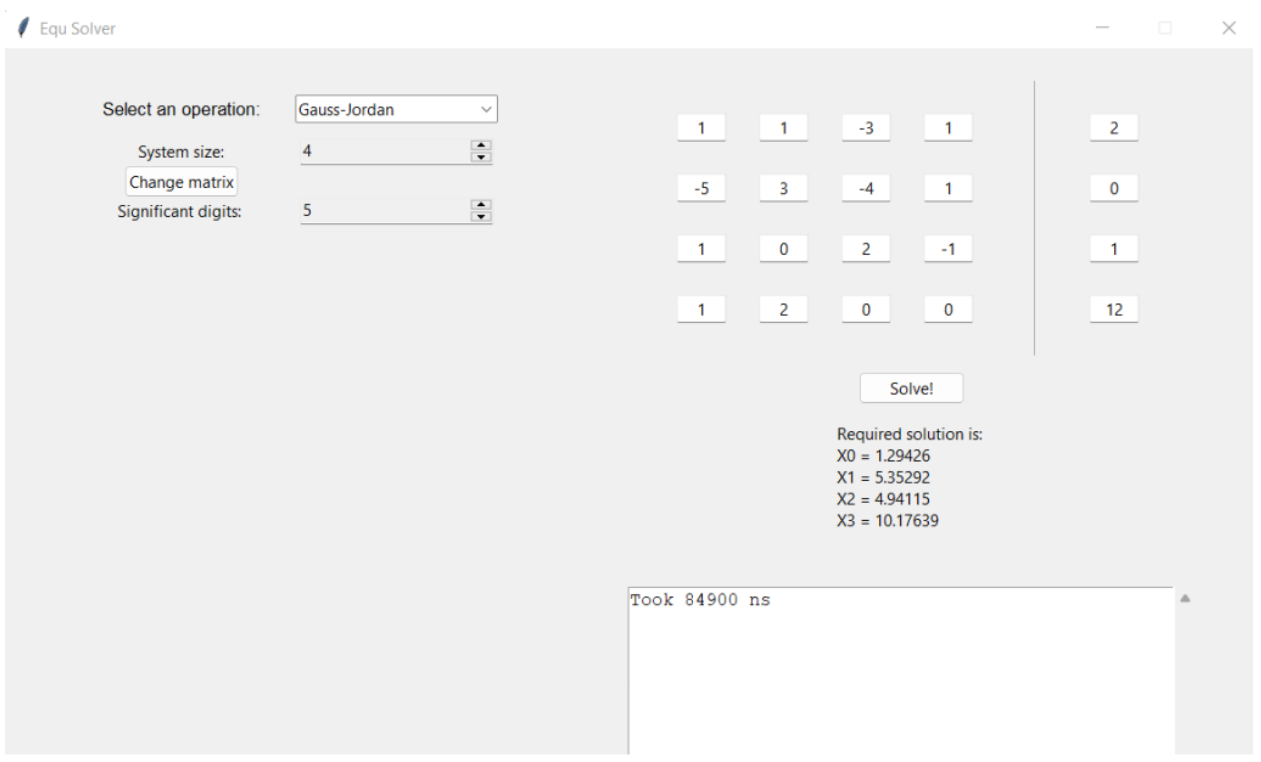 Equ Solver
Select an operation: Gauss-Jordan
System size: 4
Change matrix
Significant digits: 5
1 1 -3 1 2
-5 3 -4 1 0
1 0 2 -1 1
1 2 0 0 12
Solve!
Required solution is:
X0 = 1.29426
X1 = 5.35292
X2 = 4.94115
X3 = 10.17639
Took 84900 ns